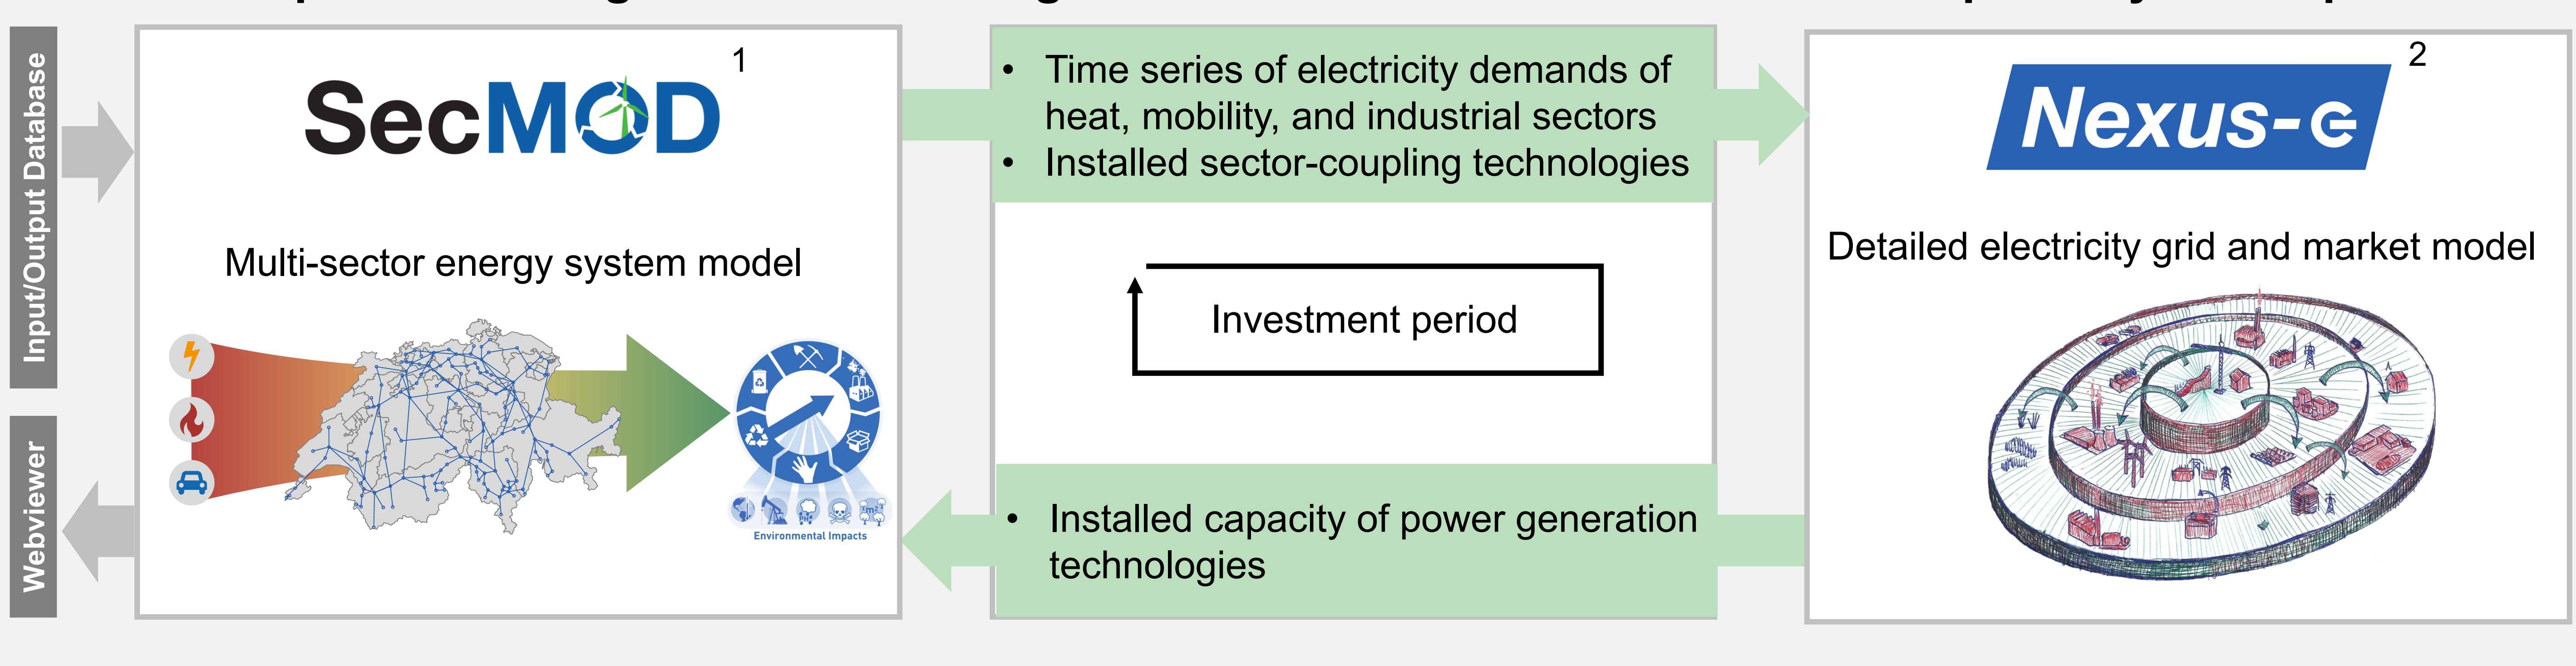 Input/Output Database
Webviewer
SecMOD
1
Multi-sector energy system model
Environmental Impacts
m2
• Time series of electricity demands of
heat, mobility, and industrial sectors
• Installed sector-coupling technologies
Investment period
• Installed capacity of power generation
technologies
Nexus-e
2
Detailed electricity grid and market model